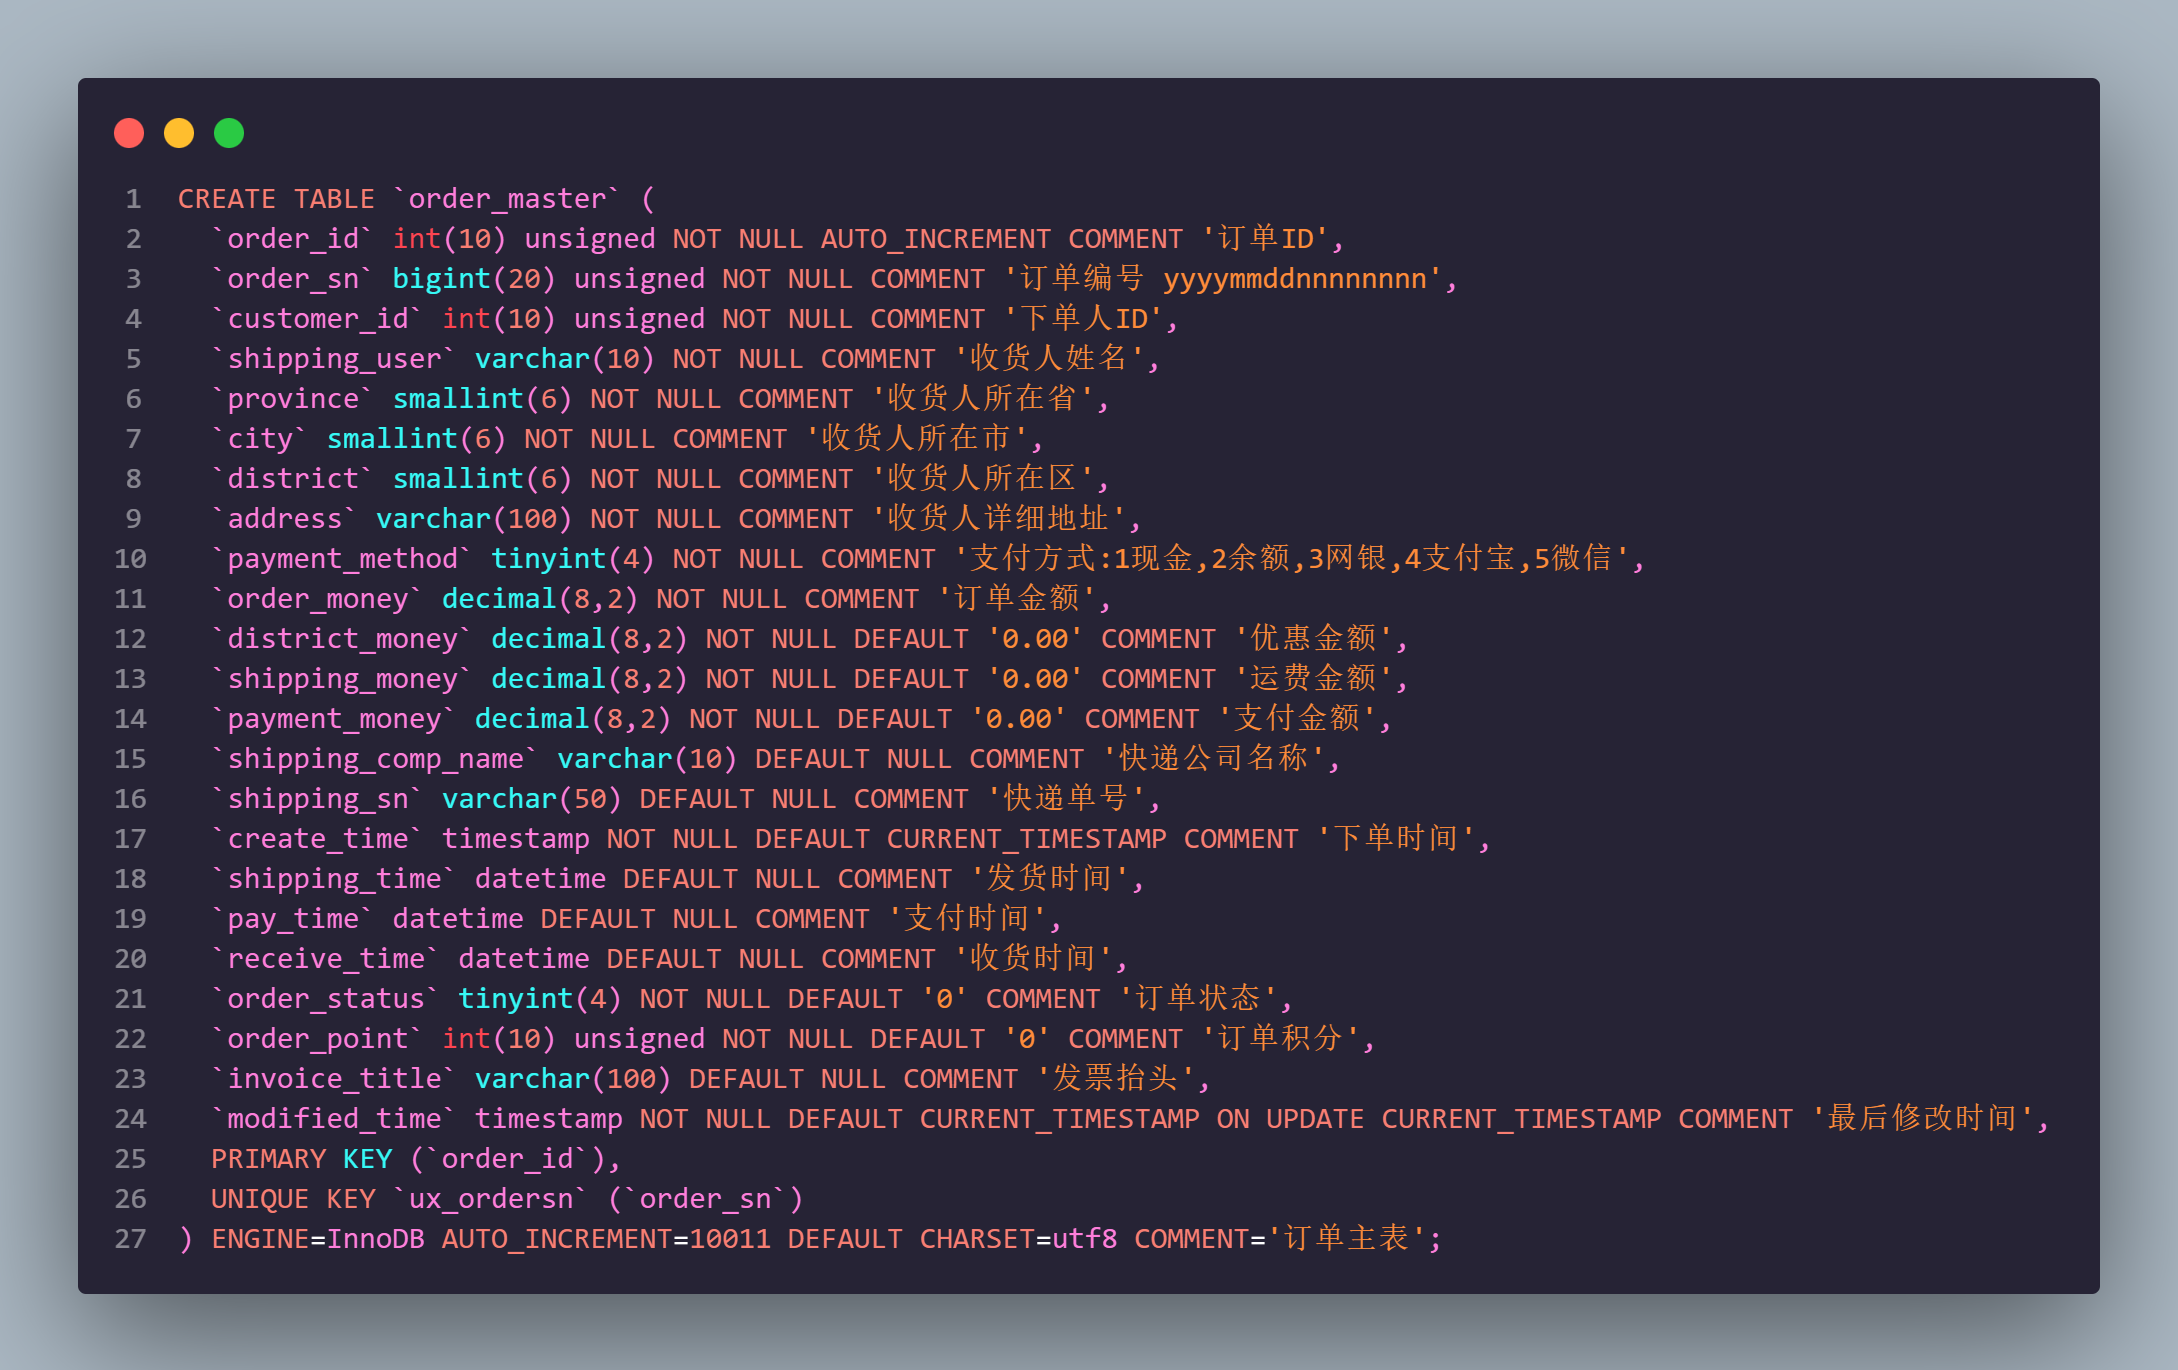 1 CREATE TABLE `order_master` (
2 `order_id` int(10) unsigned NOT NULL AUTO_INCREMENT COMMENT '订单ID',
3 `order_sn` bigint(20) unsigned NOT NULL COMMENT '订单编号 yyyymmddnnnnnnnn',
4 `customer_id` int(10) unsigned NOT NULL COMMENT '下单人ID',
5 `shipping_user` varchar(10) NOT NULL COMMENT '收货人姓名',
6 `province` smallint(6) NOT NULL COMMENT '收货人所在省',
7 `city` smallint(6) NOT NULL COMMENT '收货人所在市',
8 `district` smallint(6) NOT NULL COMMENT '收货人所在区',
9 `address` varchar(100) NOT NULL COMMENT '收货人详细地址',
10 `payment_method` tinyint(4) NOT NULL COMMENT '支付方式:1现金,2余额,3网银,4支付宝,5微信',
11 `order_money` decimal(8,2) NOT NULL COMMENT '订单金额',
12 `district_money` decimal(8,2) NOT NULL DEFAULT '0.00' COMMENT '优惠金额',
13 `shipping_money` decimal(8,2) NOT NULL DEFAULT '0.00' COMMENT '运费金额',
14 `payment_money` decimal(8,2) NOT NULL DEFAULT '0.00' COMMENT '支付金额',
15 `shipping_comp_name` varchar(10) DEFAULT NULL COMMENT '快递公司名称',
16 `shipping_sn` varchar(50) DEFAULT NULL COMMENT '快递单号',
17 `create_time` timestamp NOT NULL DEFAULT CURRENT_TIMESTAMP COMMENT '下单时间',
18 `shipping_time` datetime DEFAULT NULL COMMENT '发货时间',
19 `pay_time` datetime DEFAULT NULL COMMENT '支付时间',
20 `receive_time` datetime DEFAULT NULL COMMENT '收货时间',
21 `order_status` tinyint(4) NOT NULL DEFAULT '0' COMMENT '订单状态',
22 `order_point` int(10) unsigned NOT NULL DEFAULT '0' COMMENT '订单积分',
23 `invoice_title` varchar(100) DEFAULT NULL COMMENT '发票抬头',
24 `modified_time` timestamp NOT NULL DEFAULT CURRENT_TIMESTAMP ON UPDATE CURRENT_TIMESTAMP COMMENT '最后修改时间',
25 PRIMARY KEY (`order_id`),
26 UNIQUE KEY `ux_ordersn` (`order_sn`)
27 ) ENGINE=InnoDB AUTO_INCREMENT=10011 DEFAULT CHARSET=utf8 COMMENT='订单主表';